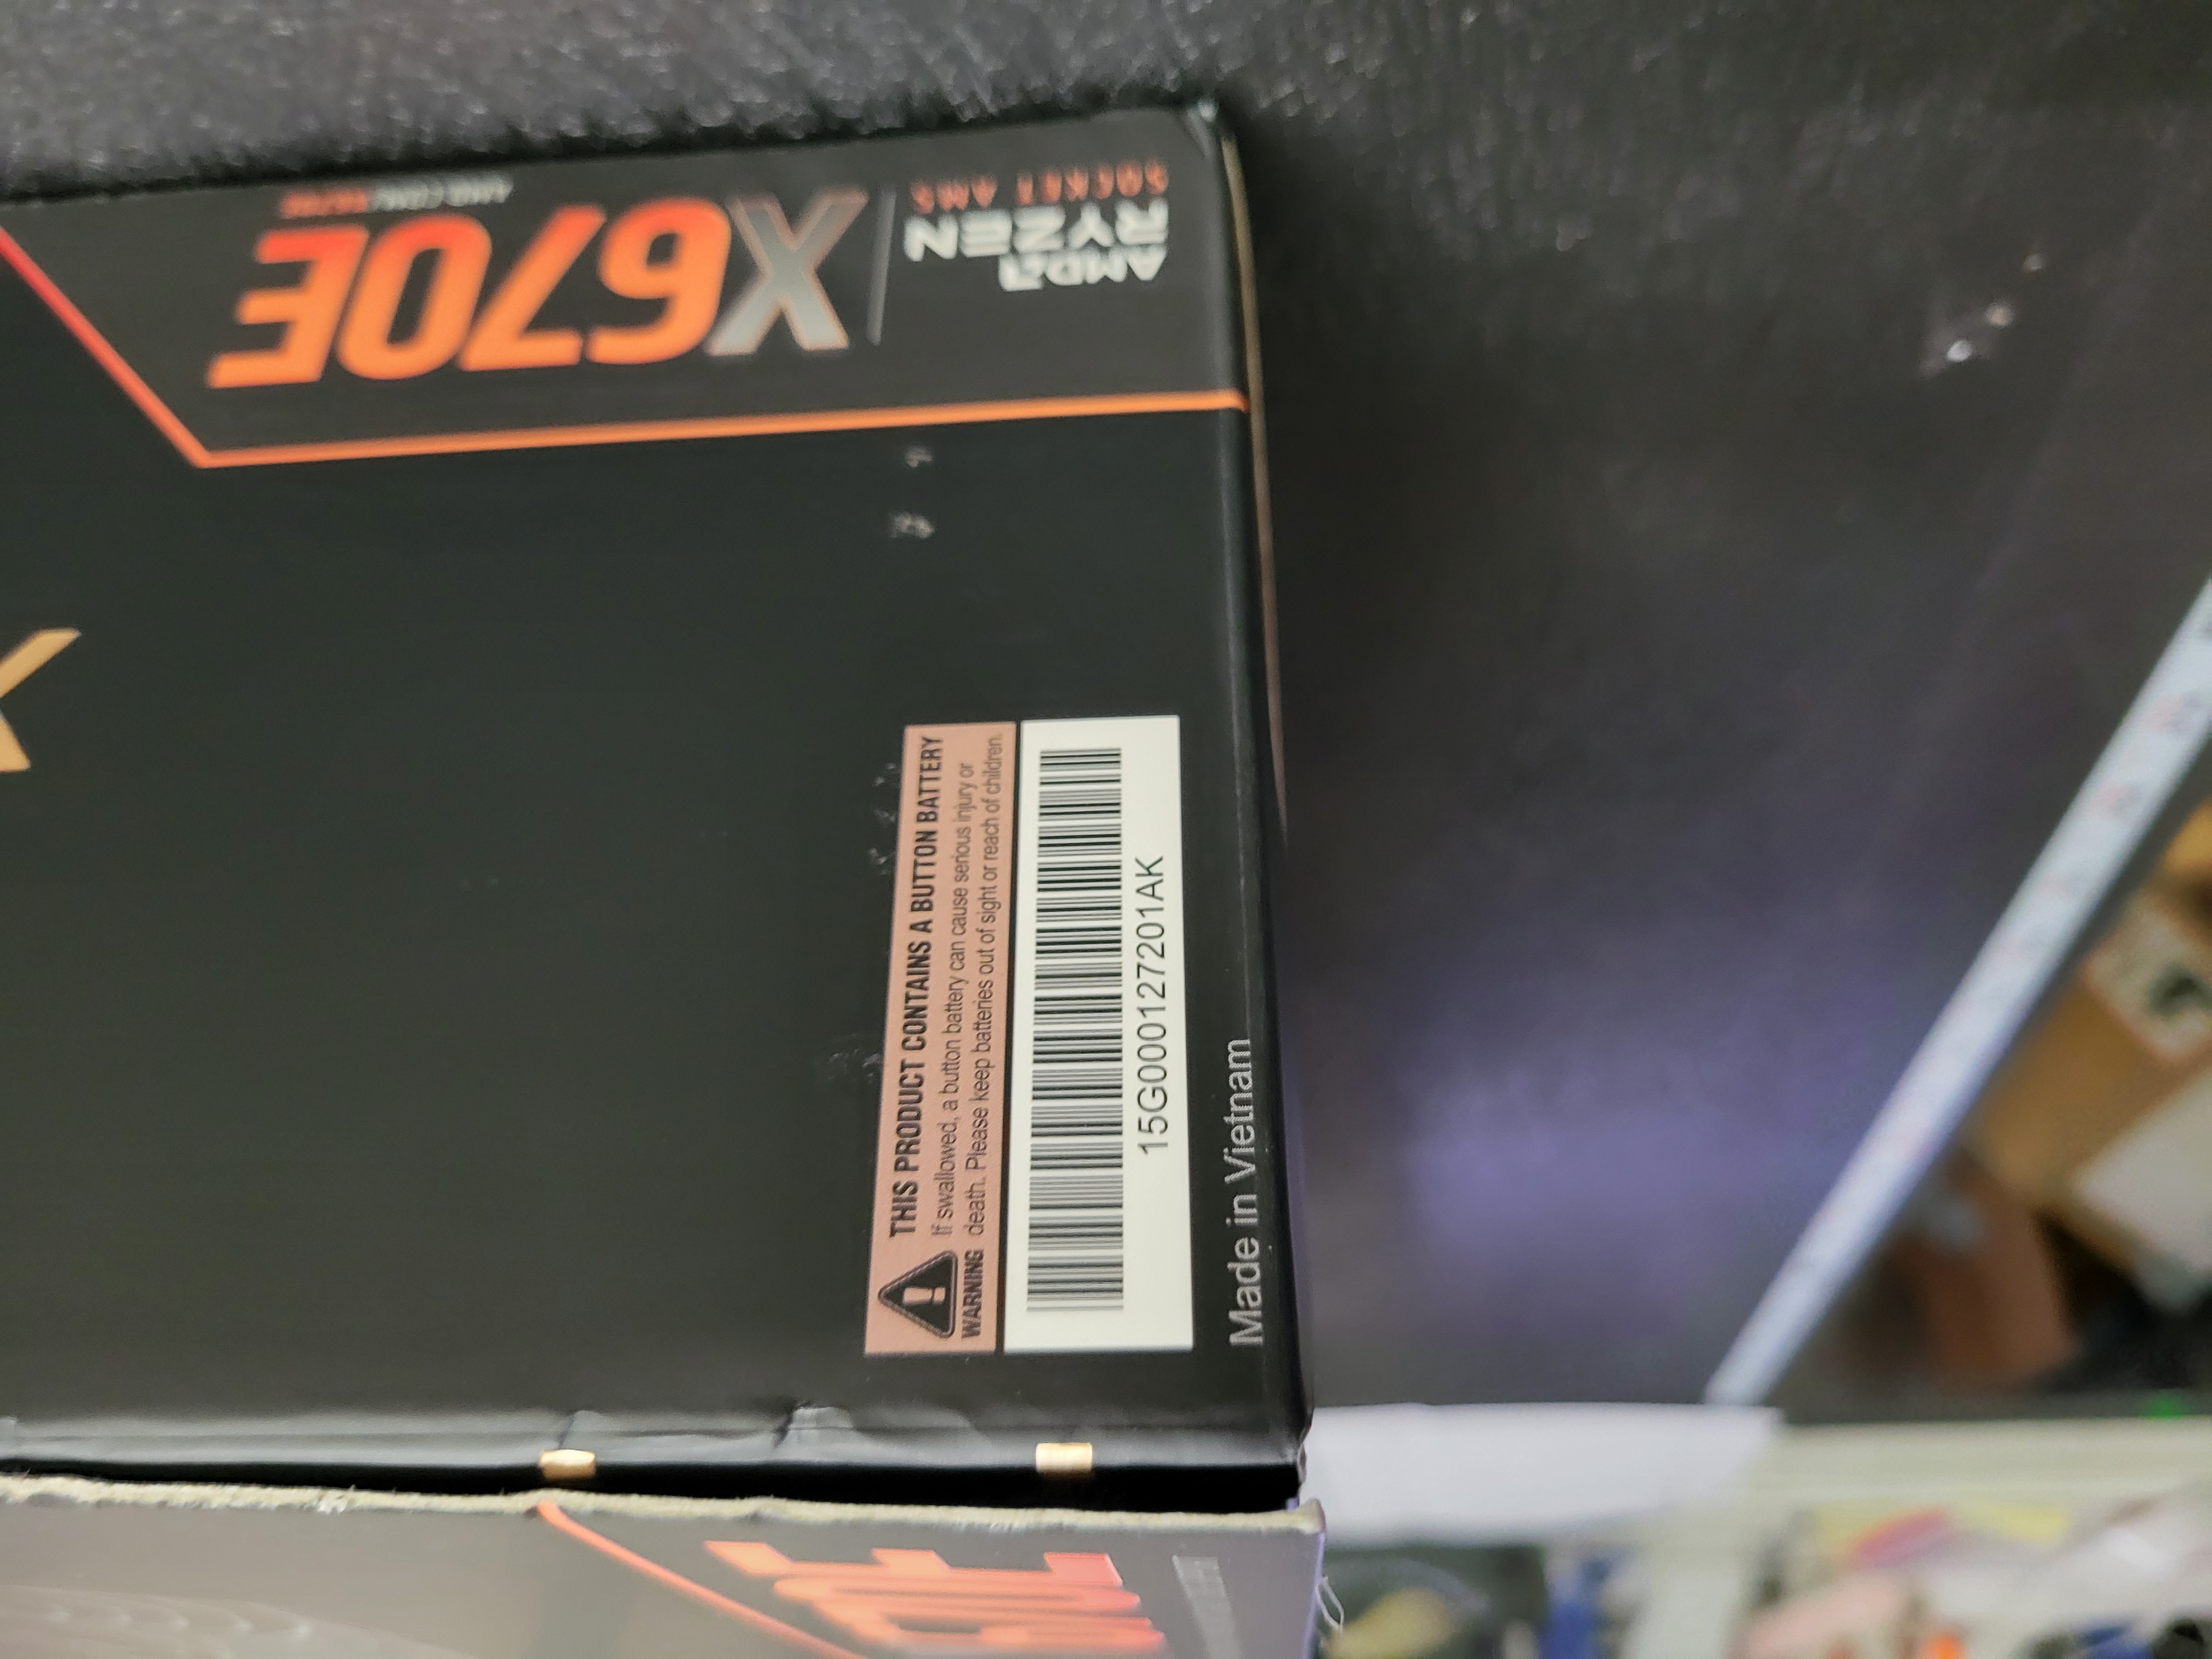 AMD
RYZEN
SOCKET AM5
X670E
THIS PRODUCT CONTAINS A BUTTON BATTERY
If swallowed, a button battery can cause serious injury or
WARNING death. Please keep batteries out of sight or reach of children.
15G000127201AK
Made in Vietnam